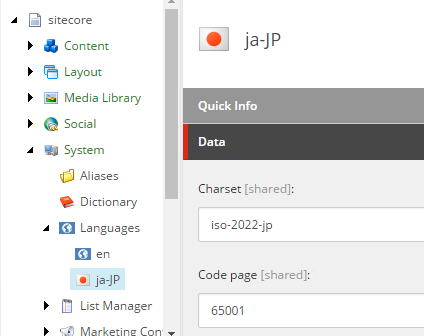 sitecore
Content
Layout
Media Library
Social
System
Aliases
Dictionary
Languages
en
ja-JP
List Manager
Marketing Con
ja-JP
Quick Info
Data
Charset [shared]:
iso-2022-jp
Code page [shared]:
65001